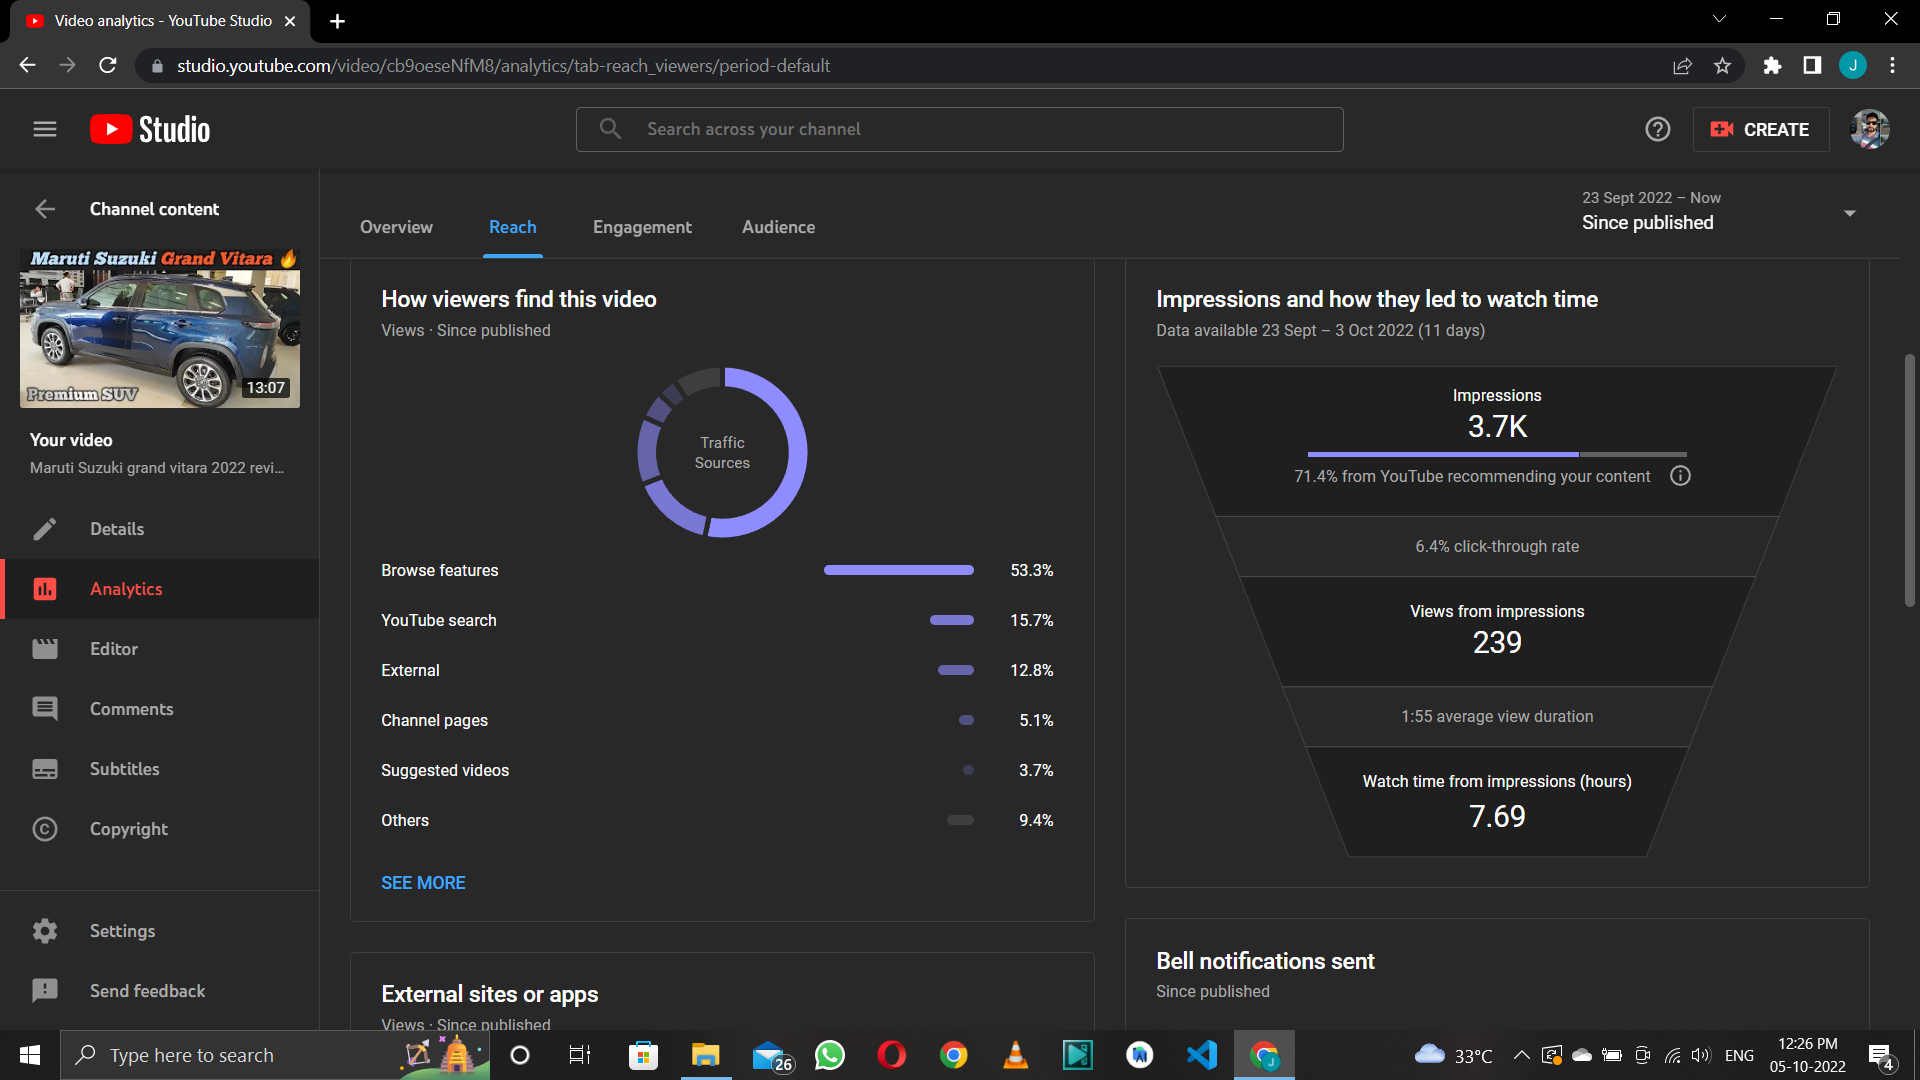 Video analytics - YouTube Studio
studio.youtube.com/video/cb9oeseNfM8/analytics/tab-reach_viewers/period-default
J
Studio
Search across your channel
CREATE
Channel content
Maruti Suzuki Grand Vitara
Premium SUV
13:07
Your video
Maruti Suzuki grand vitara 2022 revi...
Details
Analytics
Editor
Comments
Subtitles
Copyright
Settings
Send feedback
Overview
Reach
Engagement
Audience
23 Sept 2022 – Now
Since published
How viewers find this video
Views · Since published
Traffic
Sources
Browse features 53.3%
YouTube search 15.7%
External 12.8%
Channel pages 5.1%
Suggested videos 3.7%
Others 9.4%
SEE MORE
External sites or apps
Views · Since published
Impressions and how they led to watch time
Data available 23 Sept – 3 Oct 2022 (11 days)
Impressions
3.7K
71.4% from YouTube recommending your content
6.4% click-through rate
Views from impressions
239
1:55 average view duration
Watch time from impressions (hours)
7.69
Bell notifications sent
Since published
Type here to search
26
J
33°C
ENG
12:26 PM
05-10-2022
4